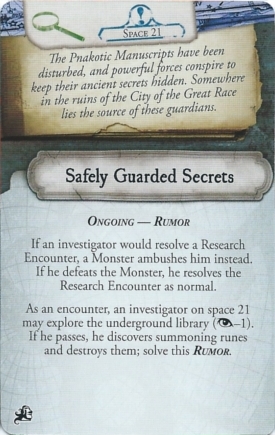 SPACE 21
The Pnakotic Manuscripts have been
disturbed, and powerful forces conspire to
keep their ancient secrets hidden. Somewhere
in the ruins of the City of the Great Race
lies the source of these guardians.
Safely Guarded Secrets
ONGOING — RUMOR
If an investigator would resolve a Research
Encounter, a Monster ambushes him instead.
If he defeats the Monster, he resolves the
Research Encounter as normal.
As an encounter, an investigator on space 21
may explore the underground library (–1).
If he passes, he discovers summoning runes
and destroys them; solve this RUMOR.